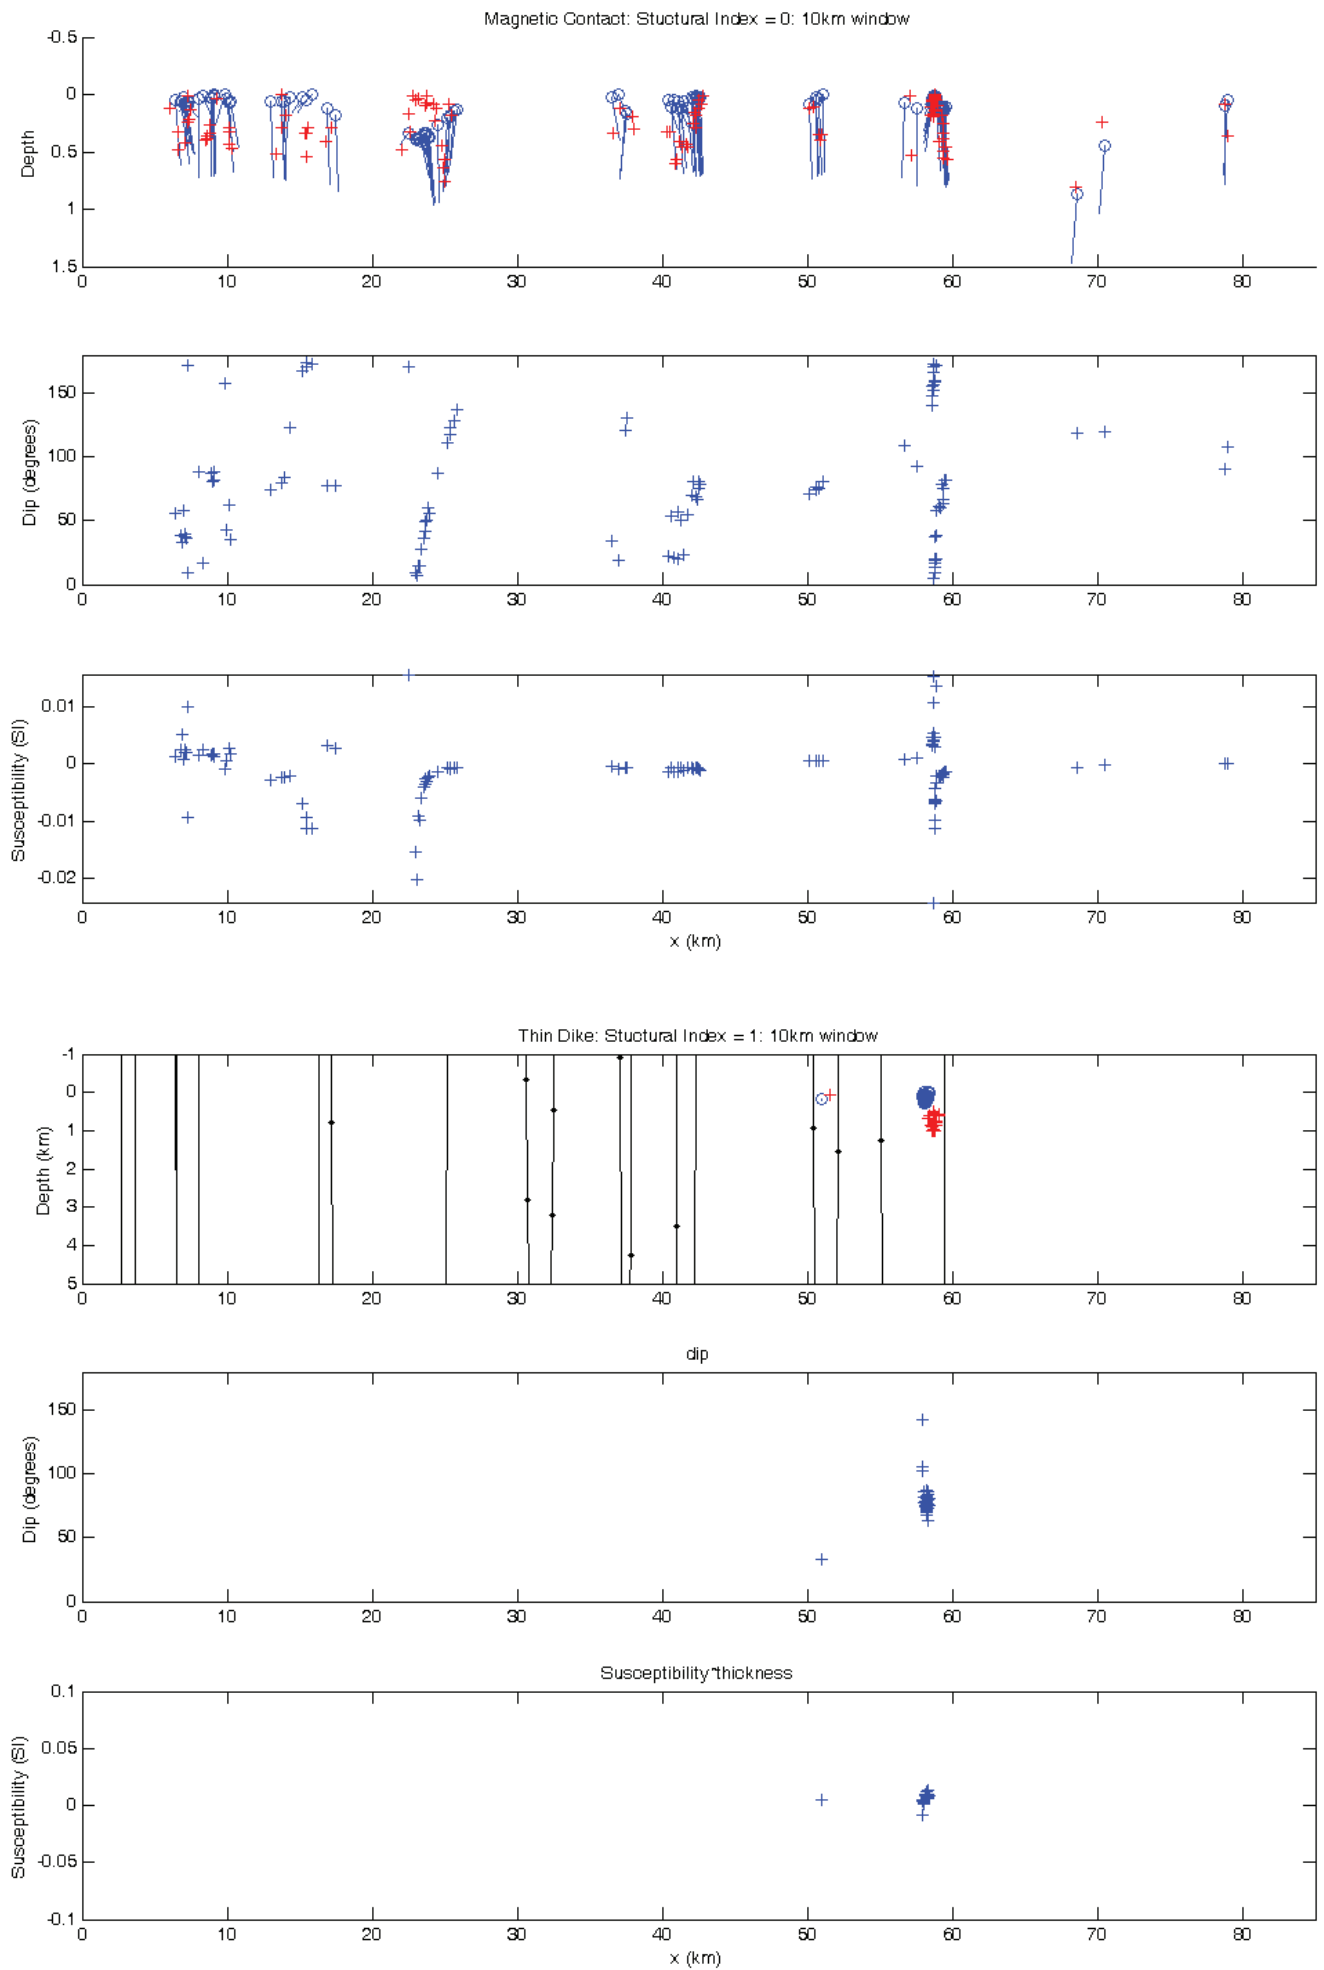 Magnetic Contact: Stuctural Index = 0: 10km window
-0.5
0
0.5
1
1.5
Depth
0 10 20 30 40 50 60 70 80
150
100
50
0
Dip (degrees)
0 10 20 30 40 50 60 70 80
0.01
0
-0.01
-0.02
Susceptibility (SI)
0 10 20 30 40 50 60 70 80
x (km)
Thin Dike: Stuctural Index = 1: 10km window
-1
0
1
2
3
4
5
Depth (km)
0 10 20 30 40 50 60 70 80
dip
150
100
50
0
Dip (degrees)
0 10 20 30 40 50 60 70 80
Susceptibility*thickness
0.1
0.05
0
-0.05
-0.1
Susceptibility (SI)
0 10 20 30 40 50 60 70 80
x (km)